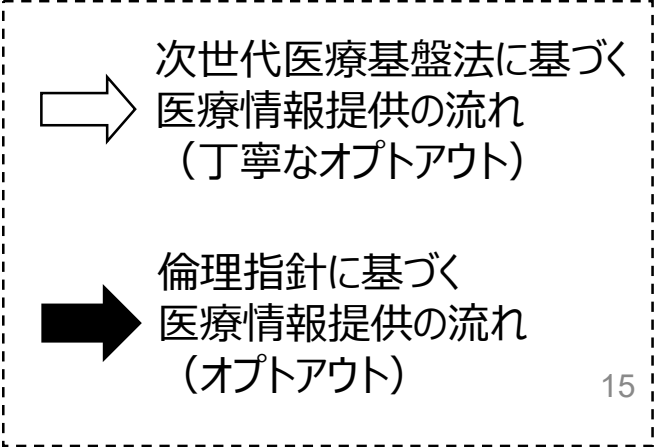 次世代医療基盤法に基づく
医療情報提供の流れ
（丁寧なオプトアウト）
倫理指針に基づく
医療情報提供の流れ
（オプトアウト）
15